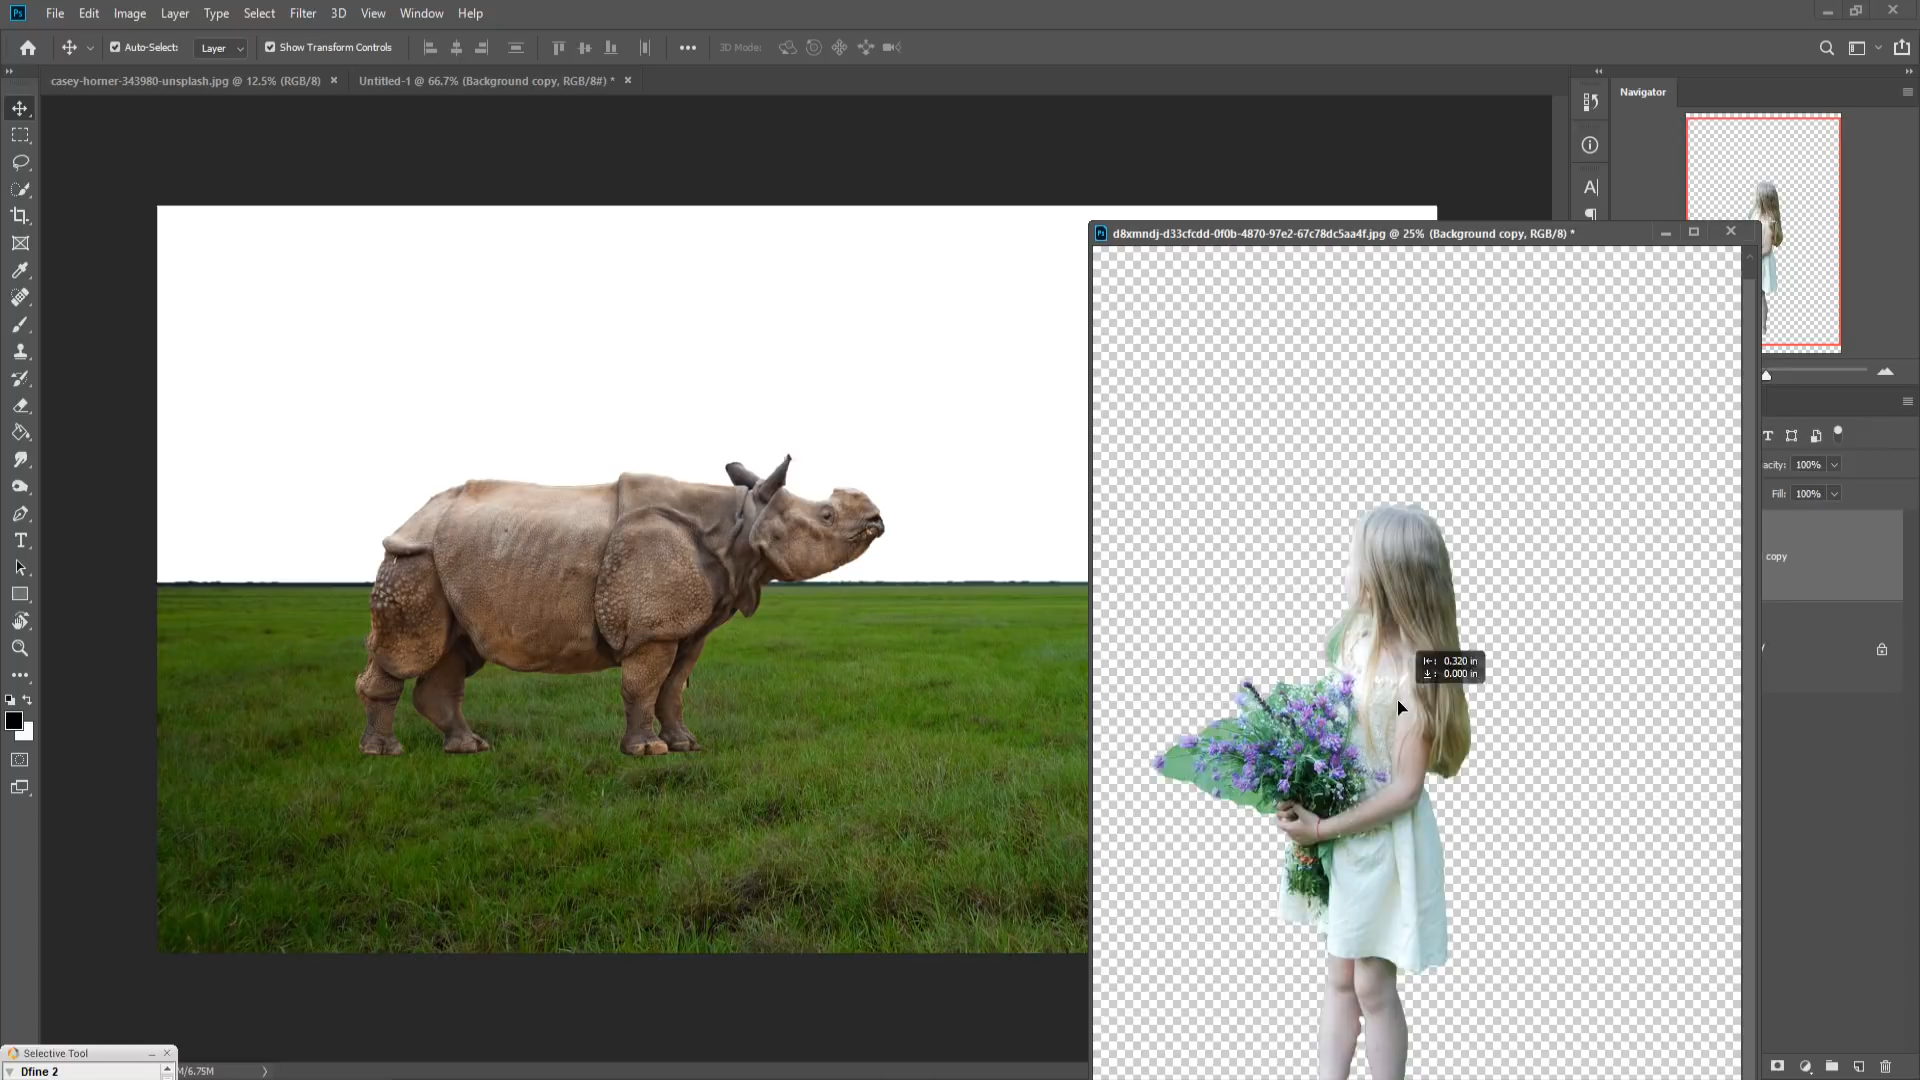 Ps File Edit Image Layer Type Select Filter 3D View Window Help
Auto-Select: Layer Show Transform Controls 3D Mode:
casey-horner-343980-unsplash.jpg @ 12.5% (RGB/8) × Untitled-1 @ 66.7% (Background copy, RGB/8#) * ×
Navigator
d8xmndj-d33cfcdd-0f0b-4870-97e2-67c78dc5aa4f.jpg @ 25% (Background copy, RGB/8) *
acity: 100%
Fill: 100%
copy
0.320 in
0.000 in
Selective Tool
Dfine 2
M/6.75M